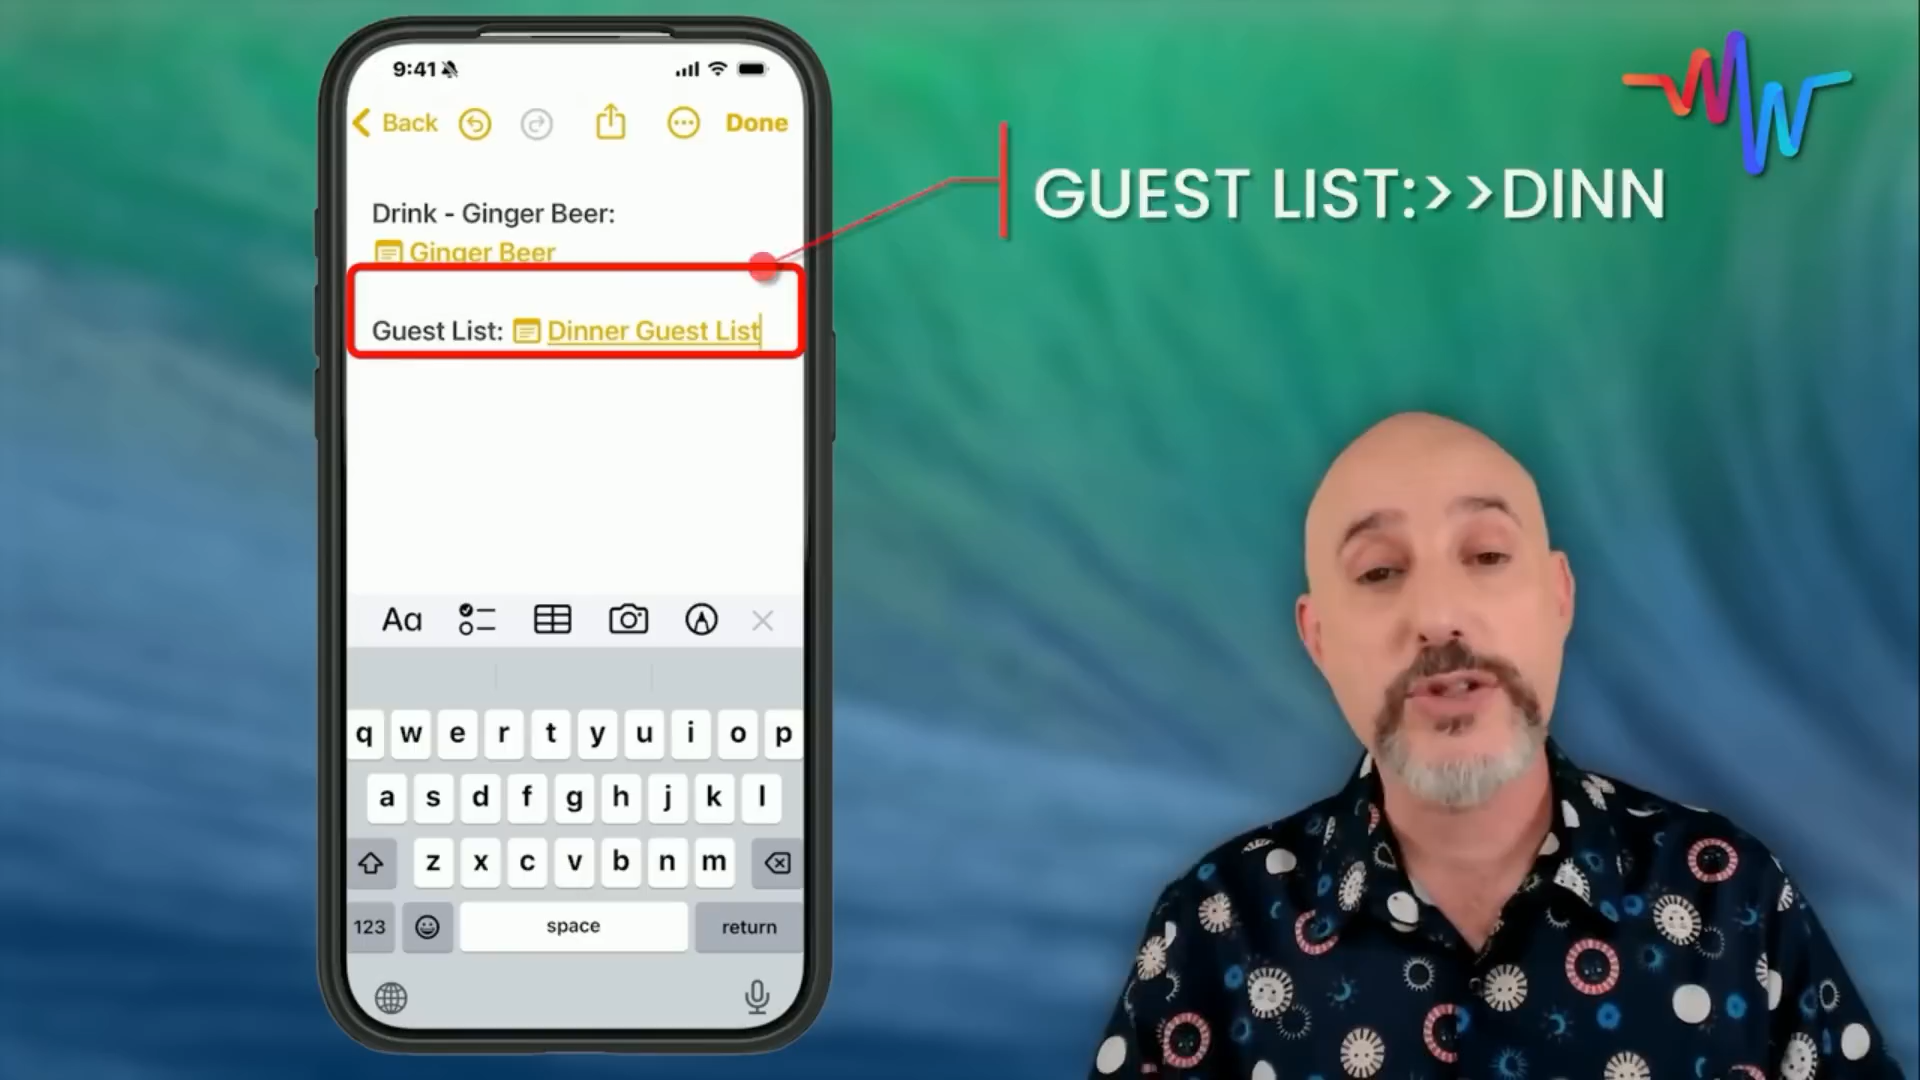 9:41
Back
Done
Drink - Ginger Beer:
Ginger Beer
Guest List: Dinner Guest List
GUEST LIST:>>DINN
Aa
q w e r t y u i o p
a s d f g h j k l
z x c v b n m
123 space return